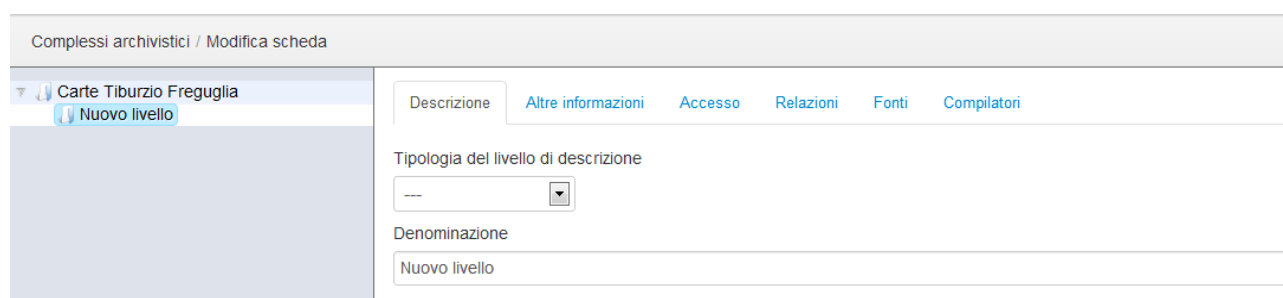 Complessi archivistici / Modifica scheda
Carte Tiburzio Freguglia
Nuovo livello
Descrizione Altre informazioni Accesso Relazioni Fonti Compilatori
Tipologia del livello di descrizione
---
Denominazione
Nuovo livello